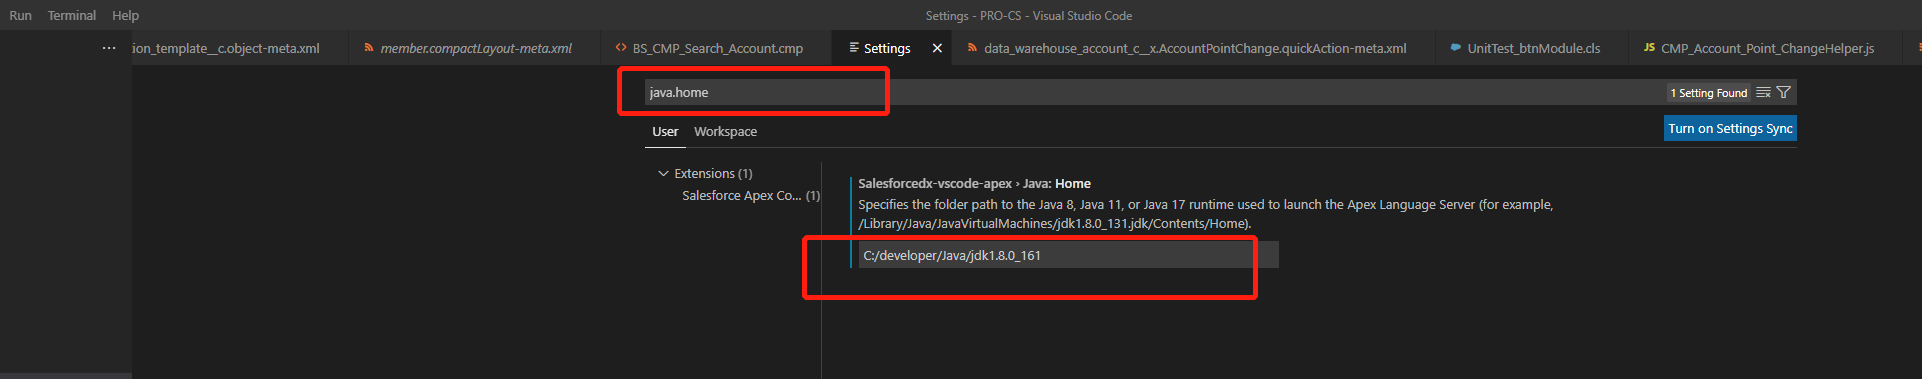 Run Terminal Help
Settings - PRO-CS - Visual Studio Code
··· tion_template__c.object-meta.xml member.compactLayout-meta.xml BS_CMP_Search_Account.cmp Settings data_warehouse_account_c__x.AccountPointChange.quickAction-meta.xml UnitTest_btnModule.cls JS CMP_Account_Point_ChangeHelper.js
java.home
1 Setting Found
User Workspace
Turn on Settings Sync
Extensions (1)
Salesforce Apex Co... (1)
Salesforcedx-vscode-apex › Java: Home
Specifies the folder path to the Java 8, Java 11, or Java 17 runtime used to launch the Apex Language Server (for example,
/Library/Java/JavaVirtualMachines/jdk1.8.0_131.jdk/Contents/Home).
C:/developer/Java/jdk1.8.0_161